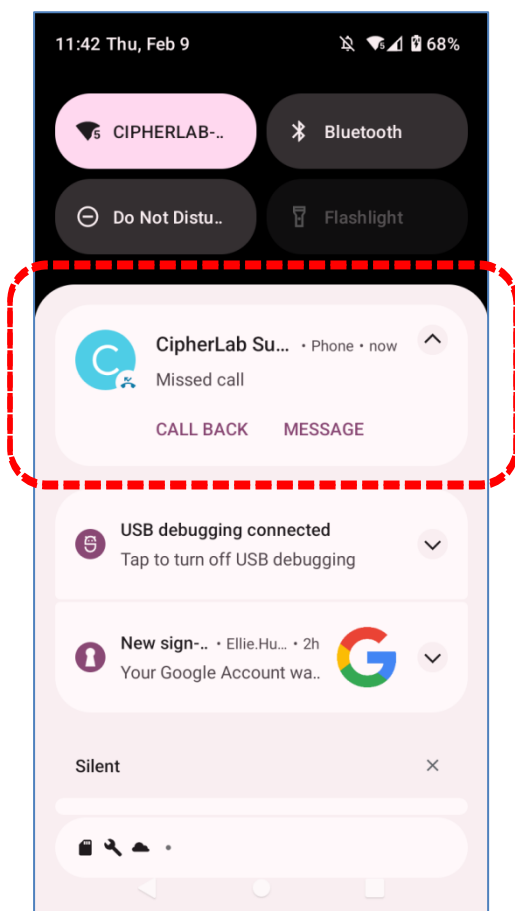 11:42 Thu, Feb 9 68%
CIPHERLAB-.. Bluetooth
Do Not Distu.. Flashlight
C CipherLab Su... • Phone • now
Missed call
CALL BACK MESSAGE
USB debugging connected
Tap to turn off USB debugging
New sign-.. • Ellie.Hu... • 2h
Your Google Account wa..
Silent